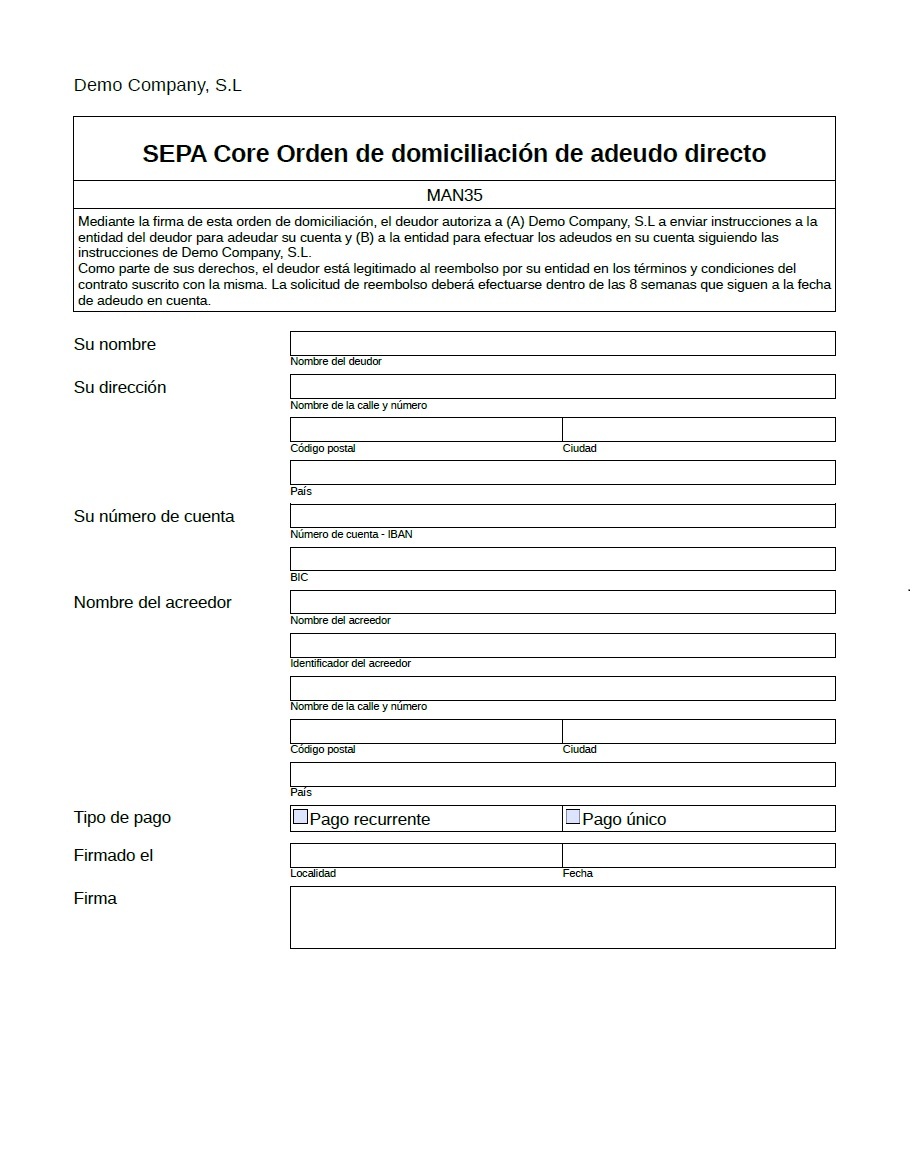 Demo Company, S.L
SEPA Core Orden de domiciliación de adeudo directo
MAN35
Mediante la firma de esta orden de domiciliación, el deudor autoriza a (A) Demo Company, S.L a enviar instrucciones a la
entidad del deudor para adeudar su cuenta y (B) a la entidad para efectuar los adeudos en su cuenta siguiendo las
instrucciones de Demo Company, S.L.
Como parte de sus derechos, el deudor está legitimado al reembolso por su entidad en los términos y condiciones del
contrato suscrito con la misma. La solicitud de reembolso deberá efectuarse dentro de las 8 semanas que siguen a la fecha
de adeudo en cuenta.
Su nombre
Nombre del deudor
Su dirección
Nombre de la calle y número
Código postal Ciudad
País
Su número de cuenta
Número de cuenta - IBAN
BIC
Nombre del acreedor
Nombre del acreedor
Identificador del acreedor
Nombre de la calle y número
Código postal Ciudad
País
Tipo de pago Pago recurrente Pago único
Firmado el
Localidad Fecha
Firma